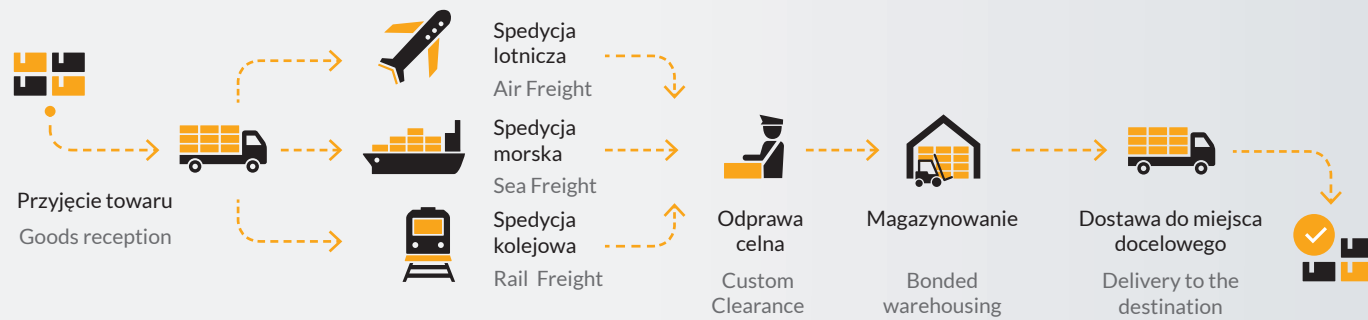 Przyjęcie towaru
Goods reception
Spedycja
lotnicza
Air Freight
Spedycja
morska
Sea Freight
Spedycja
kolejowa
Rail Freight
Odprawa
celna
Custom
Clearance
Magazynowanie
Bonded
warehousing
Dostawa do miejsca
docelowego
Delivery to the
destination